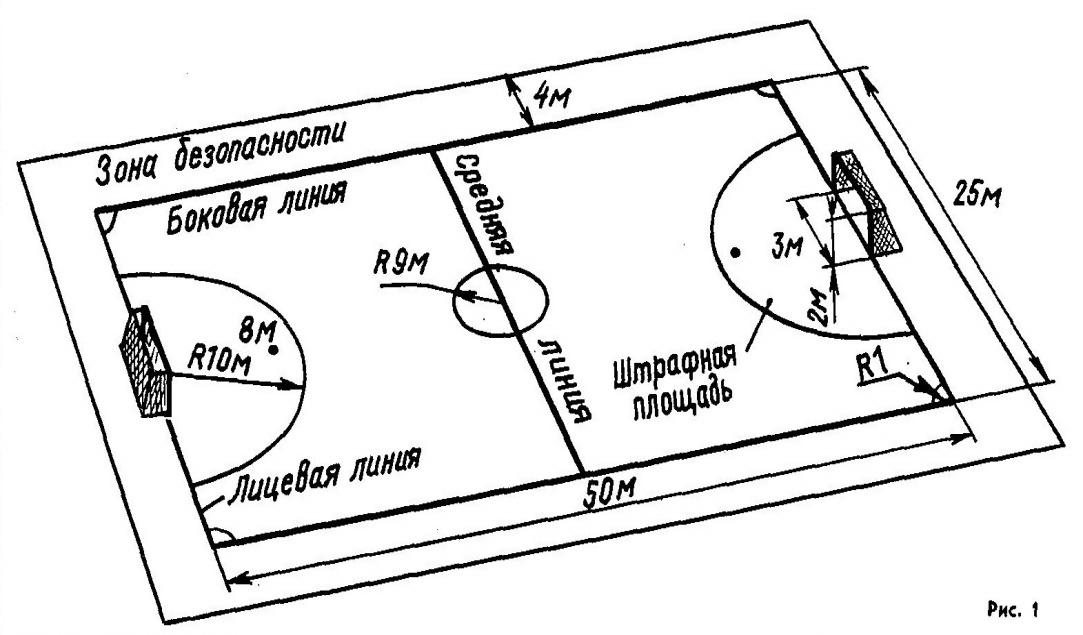 4м
Зона безопасности
Боковая линия
Средняя
линия
25м
R9м
3м
2м
8м
R10м
Штрафная
площадь
R1
Лицевая линия
50м
Рис. 1